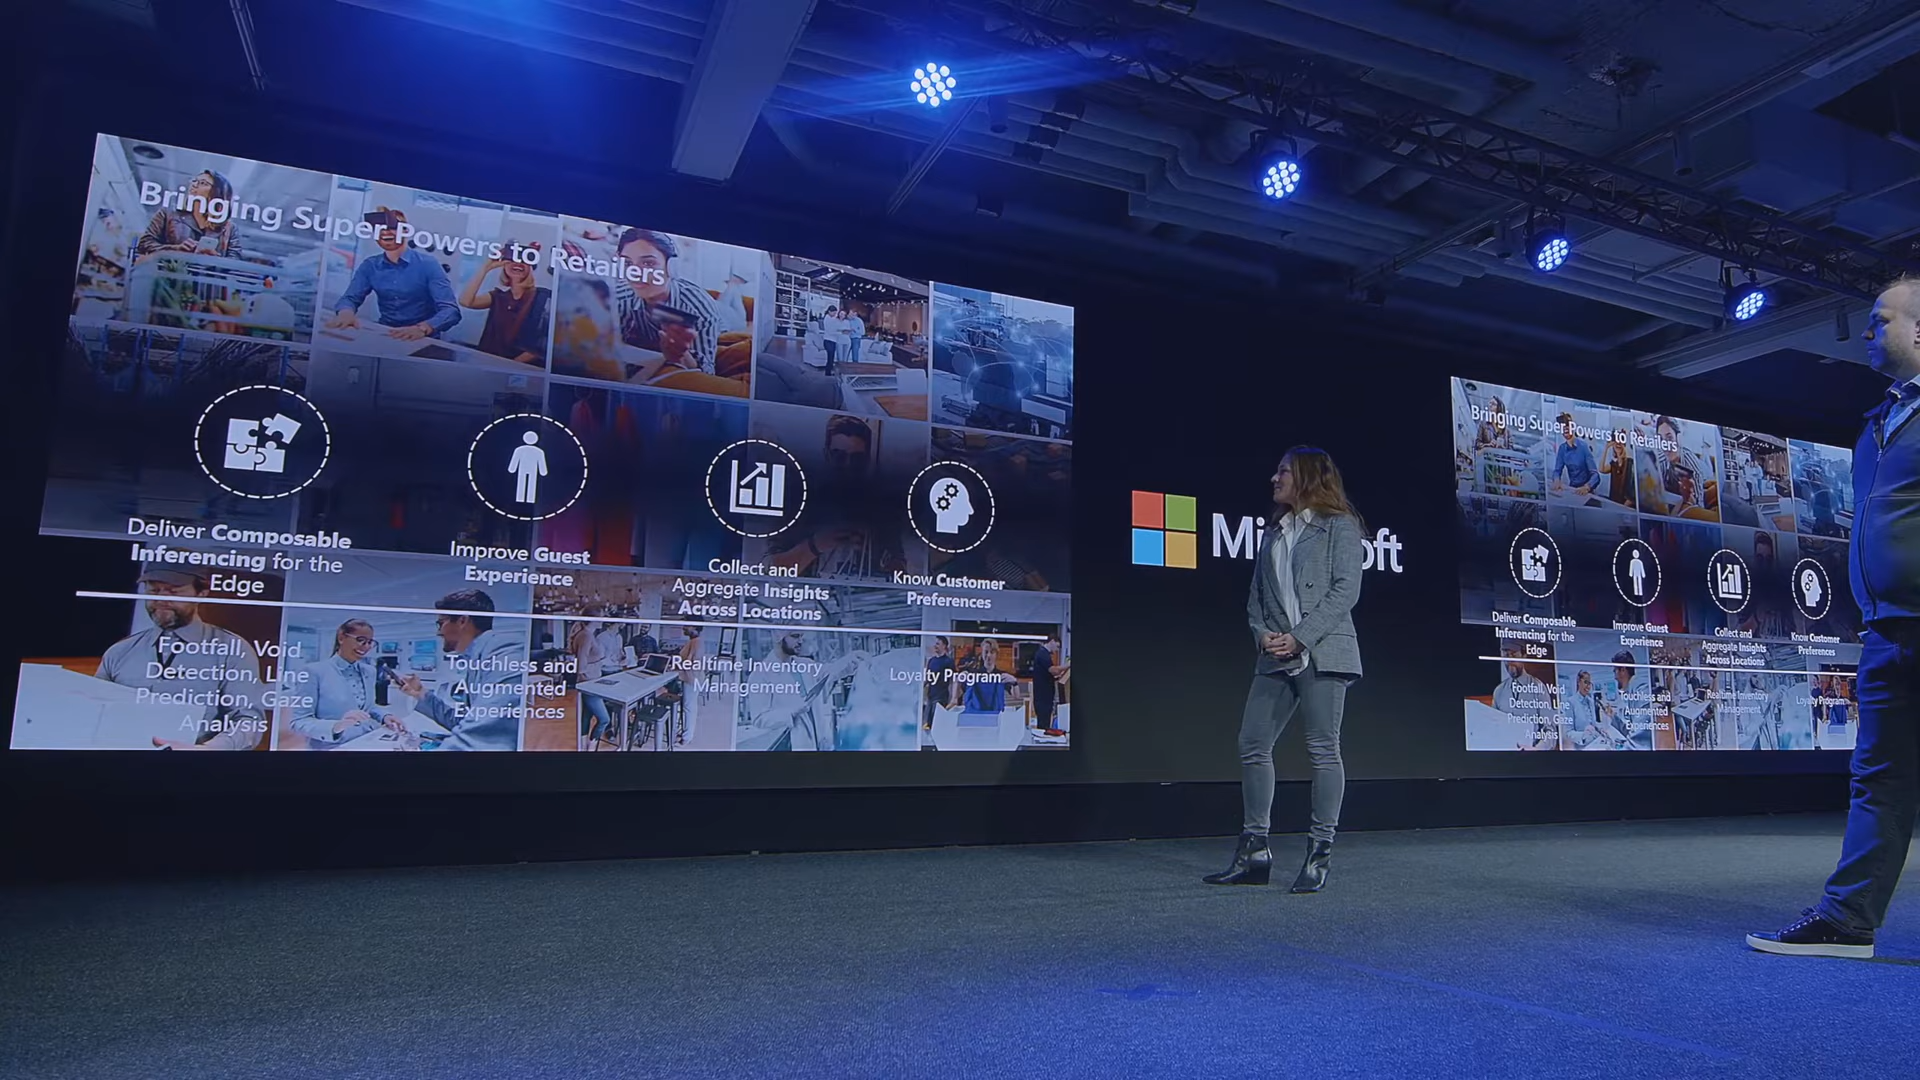 Bringing Super Powers to Retailers
Deliver Composable
Inferencing for the
Edge
Improve Guest
Experience
Collect and
Aggregate Insights
Across Locations
Know Customer
Preferences
Footfall, Void
Detection, Line
Prediction, Gaze
Analysis
Touchless and
Augmented
Experiences
Realtime Inventory
Management
Loyalty Program
Mi oft
Bringing Super Powers to Retailers
Deliver Composable
Inferencing for the
Edge
Improve Guest
Experience
Collect and
Aggregate Insights
Across Locations
Know Customer
Preferences
Footfall, Void
Detection, Line
Prediction, Gaze
Analysis
Touchless and
Augmented
Experiences
Realtime Inventory
Management
Loyalty Program